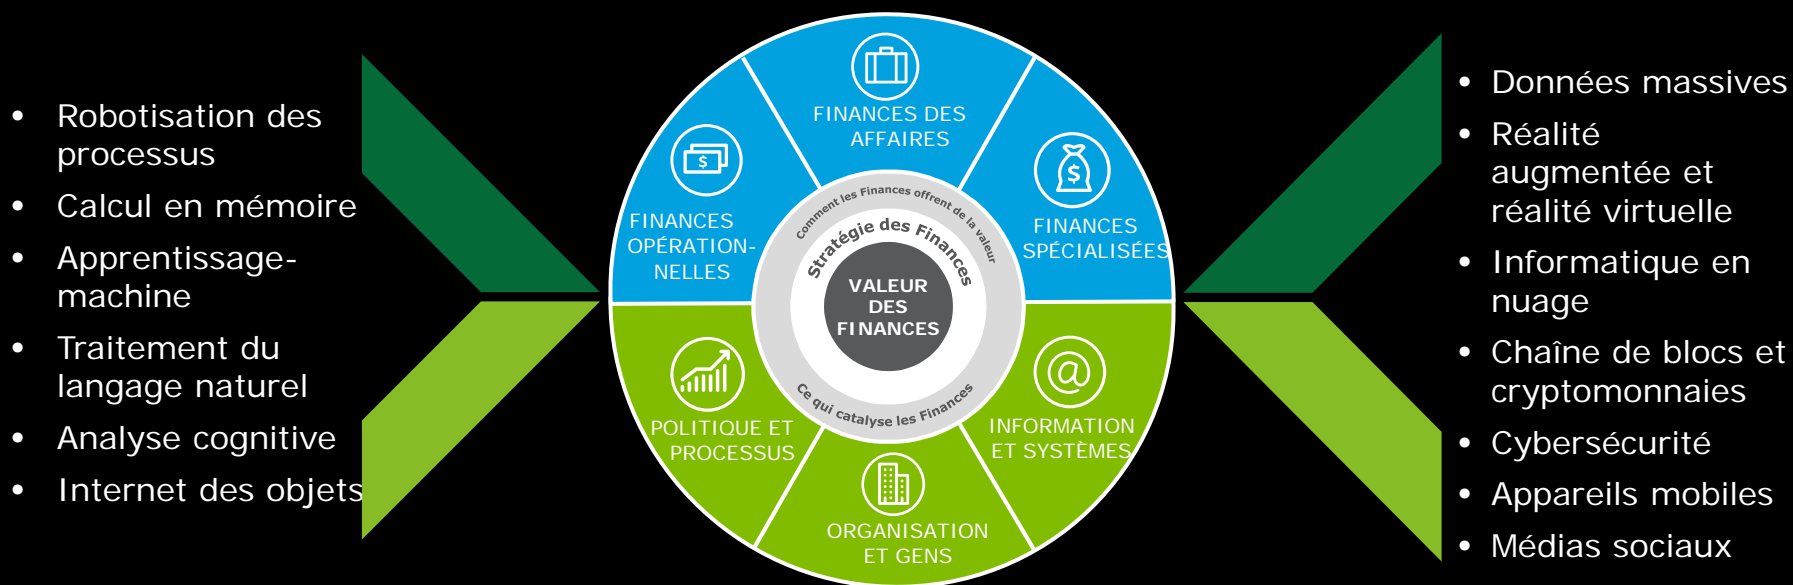 • Robotisation des
processus
• Calcul en mémoire
• Apprentissage-
machine
• Traitement du
langage naturel
• Analyse cognitive
• Internet des objets
FINANCES DES
AFFAIRES
$
FINANCES
OPÉRATION-
NELLES
$
FINANCES
SPÉCIALISÉES
Comment les Finances offrent de la valeur
Stratégie des Finances
VALEUR
DES
FINANCES
Ce qui catalyse les Finances
POLITIQUE ET
PROCESSUS
@
INFORMATION
ET SYSTÈMES
ORGANISATION
ET GENS
• Données massives
• Réalité
augmentée et
réalité virtuelle
• Informatique en
nuage
• Chaîne de blocs et
cryptomonnaies
• Cybersécurité
• Appareils mobiles
• Médias sociaux